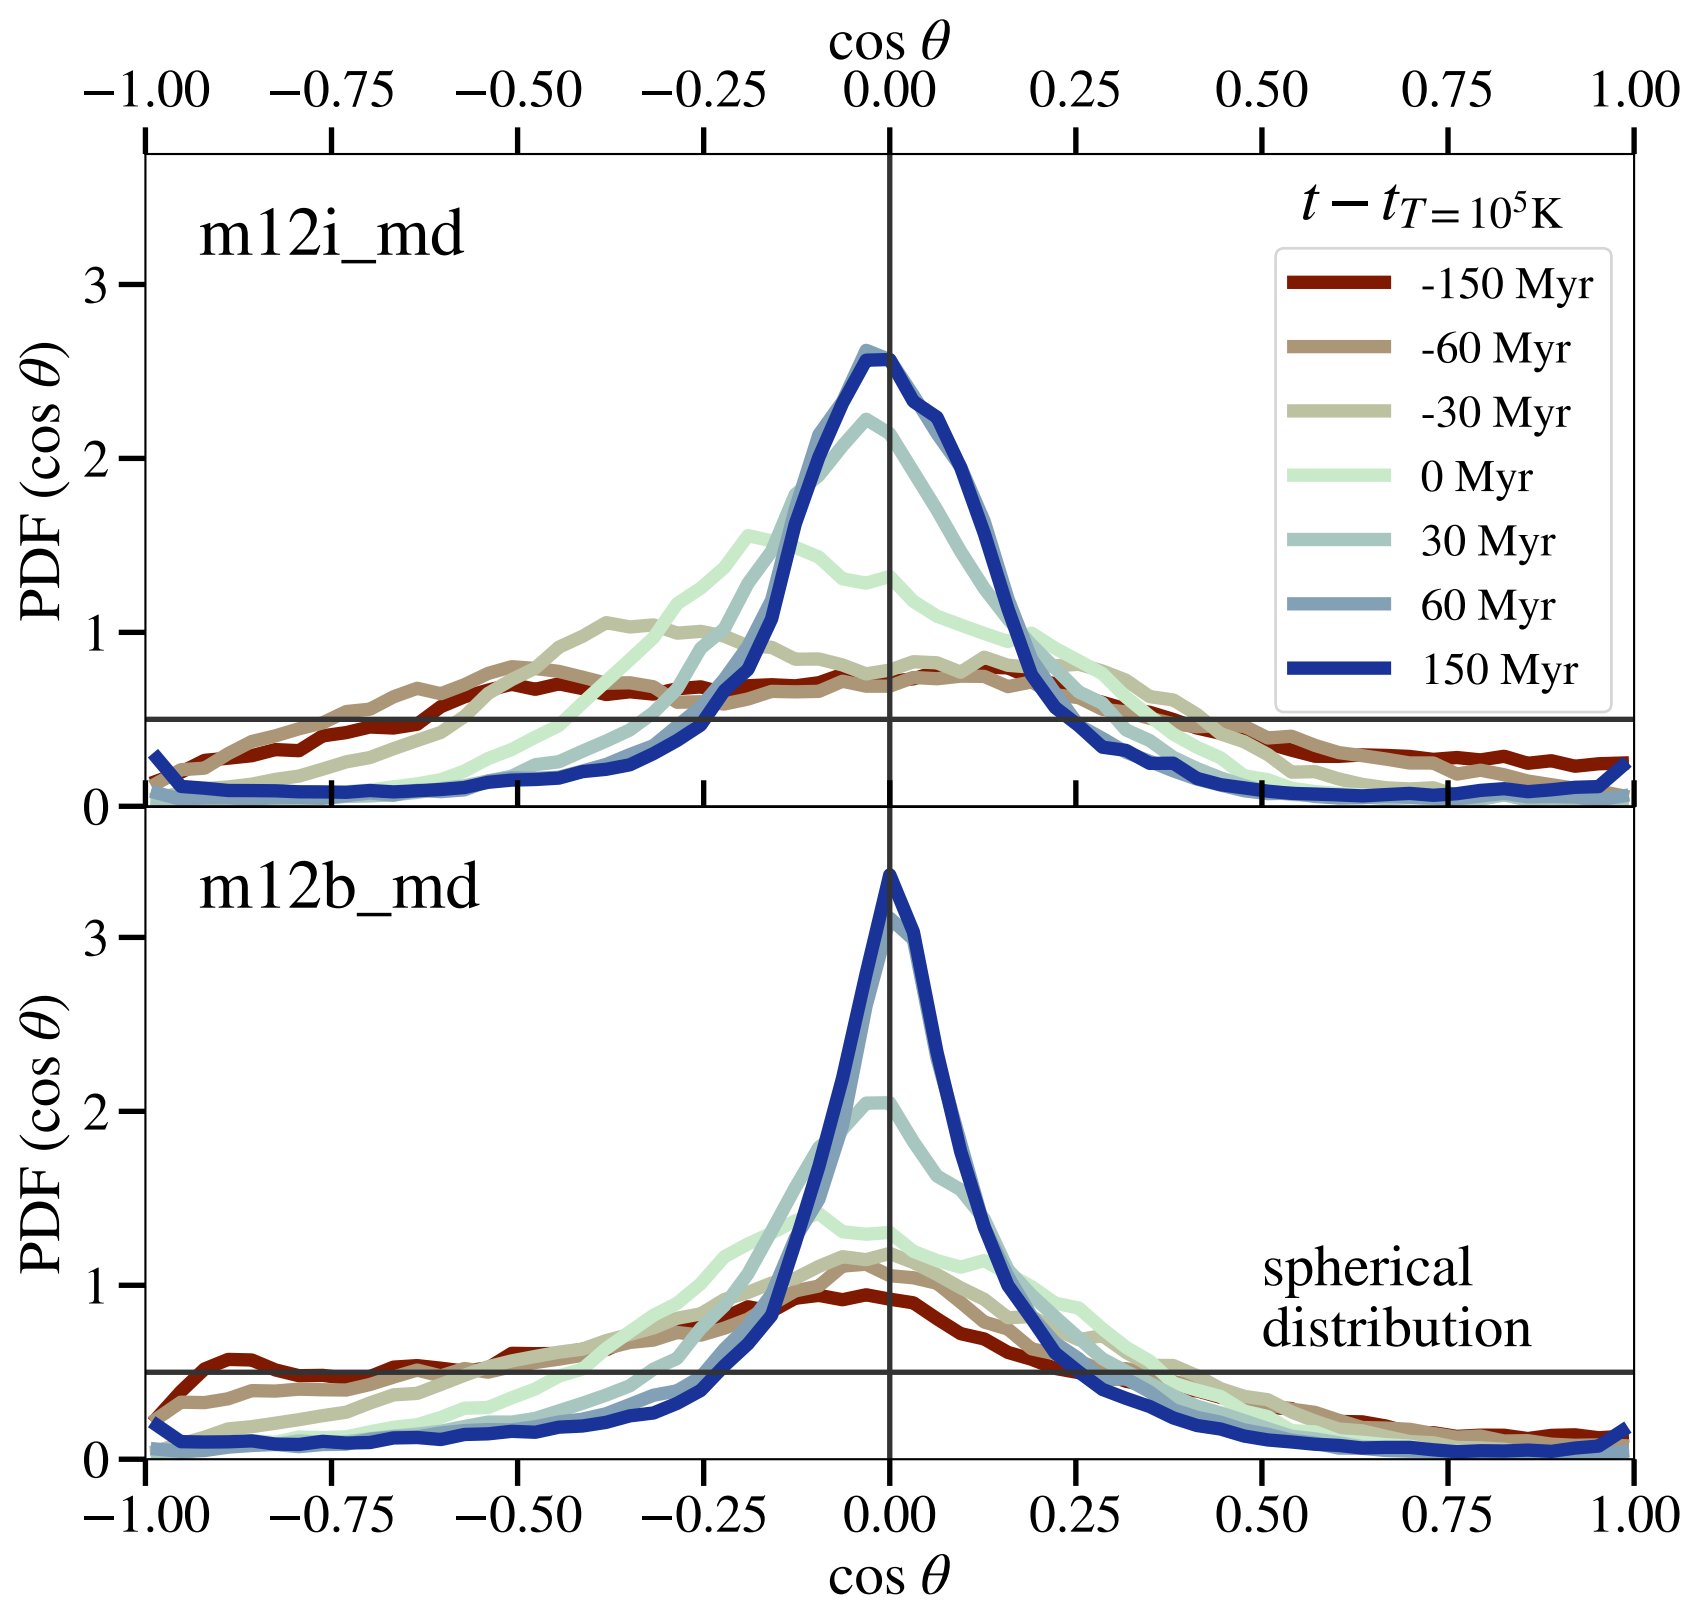 cos θ
−1.00 −0.75 −0.50 −0.25 0.00 0.25 0.50 0.75 1.00
m12i_md
t − t_T=10⁵K
-150 Myr
-60 Myr
-30 Myr
0 Myr
30 Myr
60 Myr
150 Myr
3
2
1
0
PDF (cos θ)
m12b_md
3
2
1
0
PDF (cos θ)
spherical
distribution
−1.00 −0.75 −0.50 −0.25 0.00 0.25 0.50 0.75 1.00
cos θ